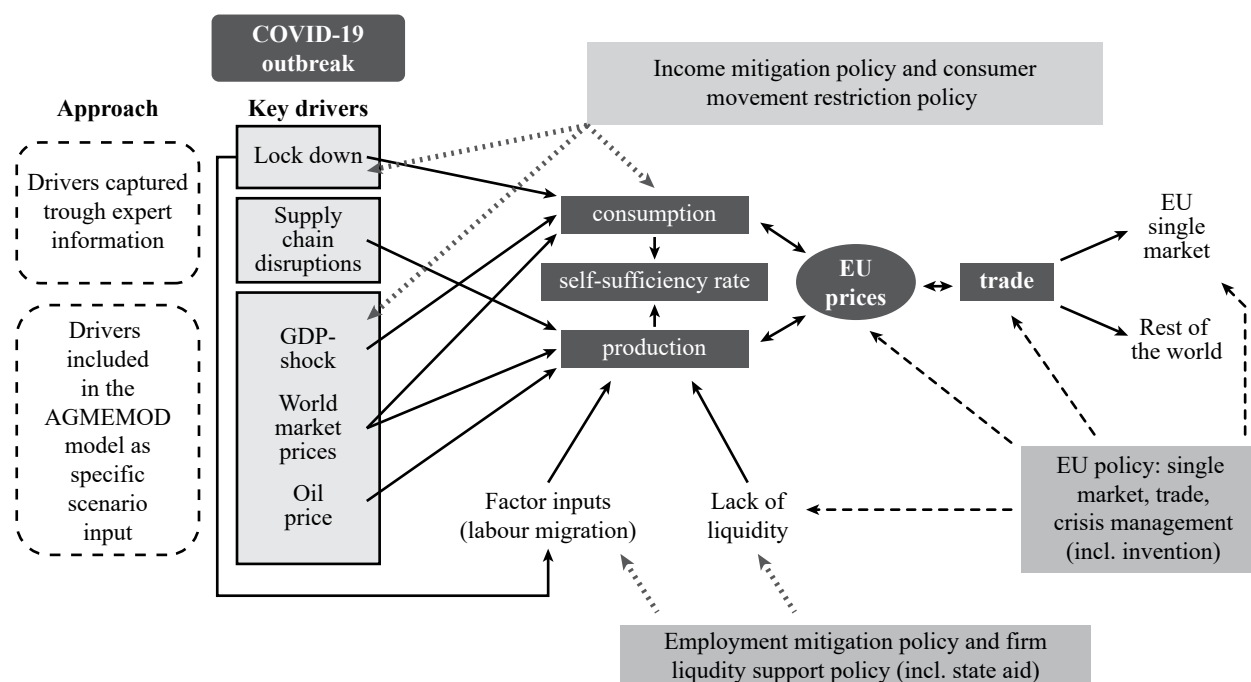 COVID-19
outbreak
Income mitigation policy and consumer
movement restriction policy
Approach
Key drivers
Drivers captured
trough expert
information
Lock down
Supply
chain
disruptions
Drivers
included
in the
AGMEMOD
model as
specific
scenario
input
GDP-
shock
World
market
prices
Oil
price
consumption
self-sufficiency rate
production
EU
prices
trade
EU
single
market
Rest of
the world
Factor inputs
(labour migration)
Lack of
liquidity
EU policy: single
market, trade,
crisis management
(incl. invention)
Employment mitigation policy and firm
liqudity support policy (incl. state aid)